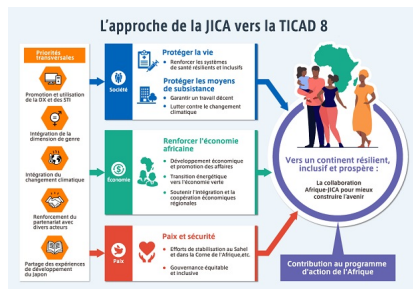 L'approche de la JICA vers la TICAD 8
Priorités
transversales
Promotion et utilisation
de la DX et des STI
Intégration de la
dimension de genre
Intégration du
changement climatique
Renforcement du
partenariat avec
divers acteurs
Partage des expériences
de développement
du Japon
Société
Protéger la vie
• Renforcer les systèmes
de santé résilients et inclusifs
Protéger les moyens
de subsistance
• Garantir un travail décent
• Lutter contre le changement
climatique
Économie
Renforcer l'économie
africaine
• Développement économique
et promotion des affaires
• Transition énergétique
vers l'économie verte
• Soutenir l'intégration et la
coopération économiques
régionales
Paix
Paix et sécurité
• Efforts de stabilisation au Sahel
et dans la Corne de l'Afrique,etc.
• Gouvernance équitable
et inclusive
Vers un continent résilient,
inclusif et prospère :
La collaboration
Afrique-JICA pour mieux
construire l'avenir
Contribution au programme
d'action de l'Afrique